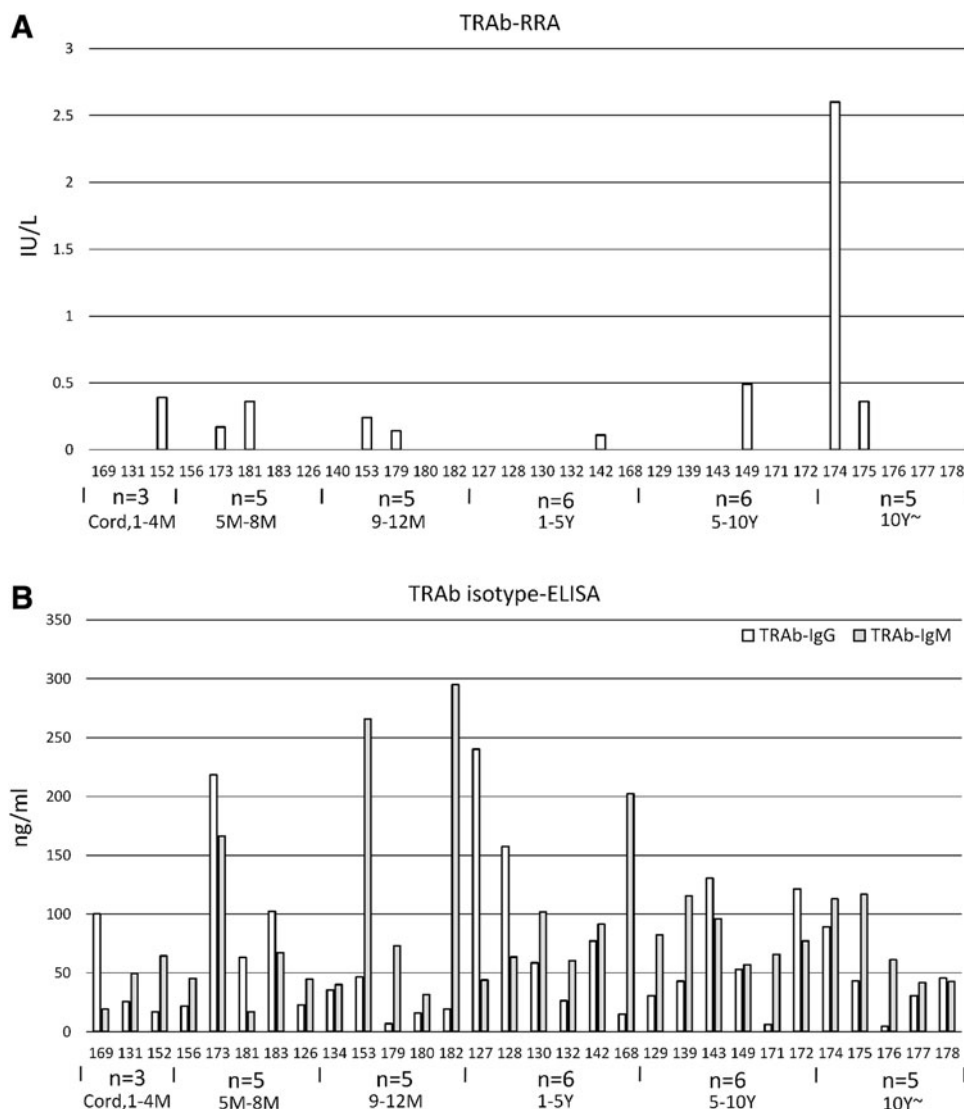 A
TRAb-RRA
3
2.5
2
1.5
1
0.5
0
IU/L
169 131 152 156 173 181 183 126 140 153 179 180 182 127 128 130 132 142 168 129 139 143 149 171 172 174 175 176 177 178
n=3 n=5 n=5 n=6 n=6 n=5
Cord,1-4M 5M-8M 9-12M 1-5Y 5-10Y 10Y~
B
TRAb isotype-ELISA
TRAb-IgG TRAb-IgM
350
300
250
200
150
100
50
0
ng/ml
169 131 152 156 173 181 183 126 134 153 179 180 182 127 128 130 132 142 168 129 139 143 149 171 172 174 175 176 177 178
n=3 n=5 n=5 n=6 n=6 n=5
Cord,1-4M 5M-8M 9-12M 1-5Y 5-10Y 10Y~